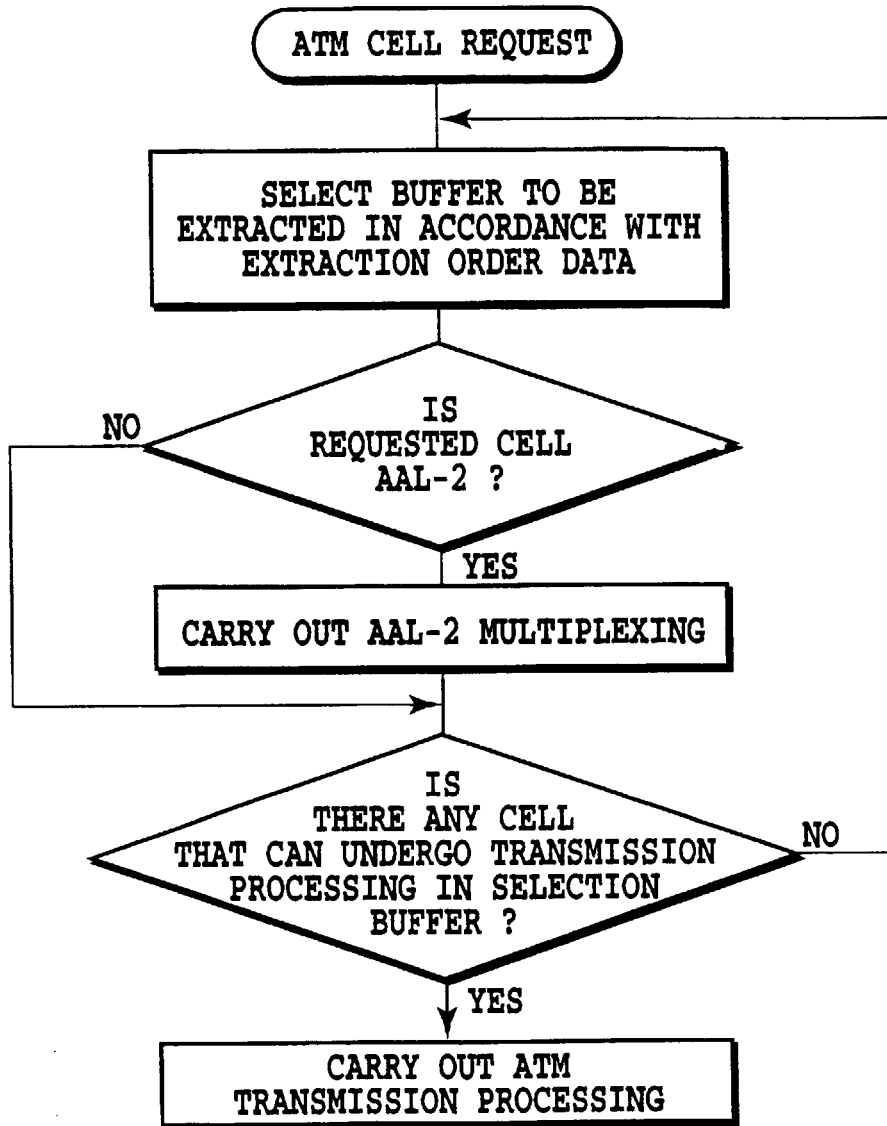 ATM CELL REQUEST
SELECT BUFFER TO BE
EXTRACTED IN ACCORDANCE WITH
EXTRACTION ORDER DATA
IS
REQUESTED CELL
AAL-2 ?
NO
YES
CARRY OUT AAL-2 MULTIPLEXING
IS
THERE ANY CELL
THAT CAN UNDERGO TRANSMISSION
PROCESSING IN SELECTION
BUFFER ?
NO
YES
CARRY OUT ATM
TRANSMISSION PROCESSING